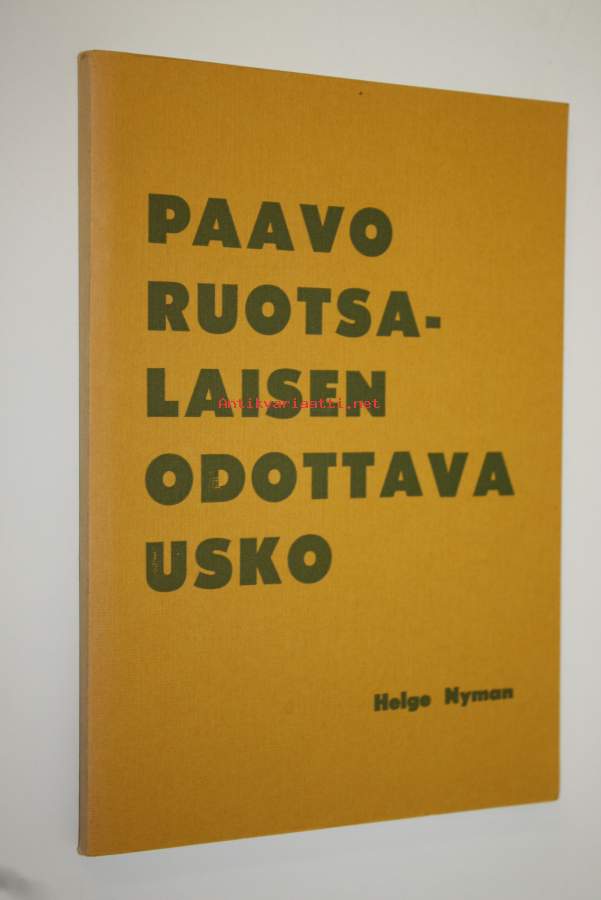 PAAVO
RUOTSA-
LAISEN
Antikvariaatti.net
ODOTTAVA
USKO
Helge Nyman